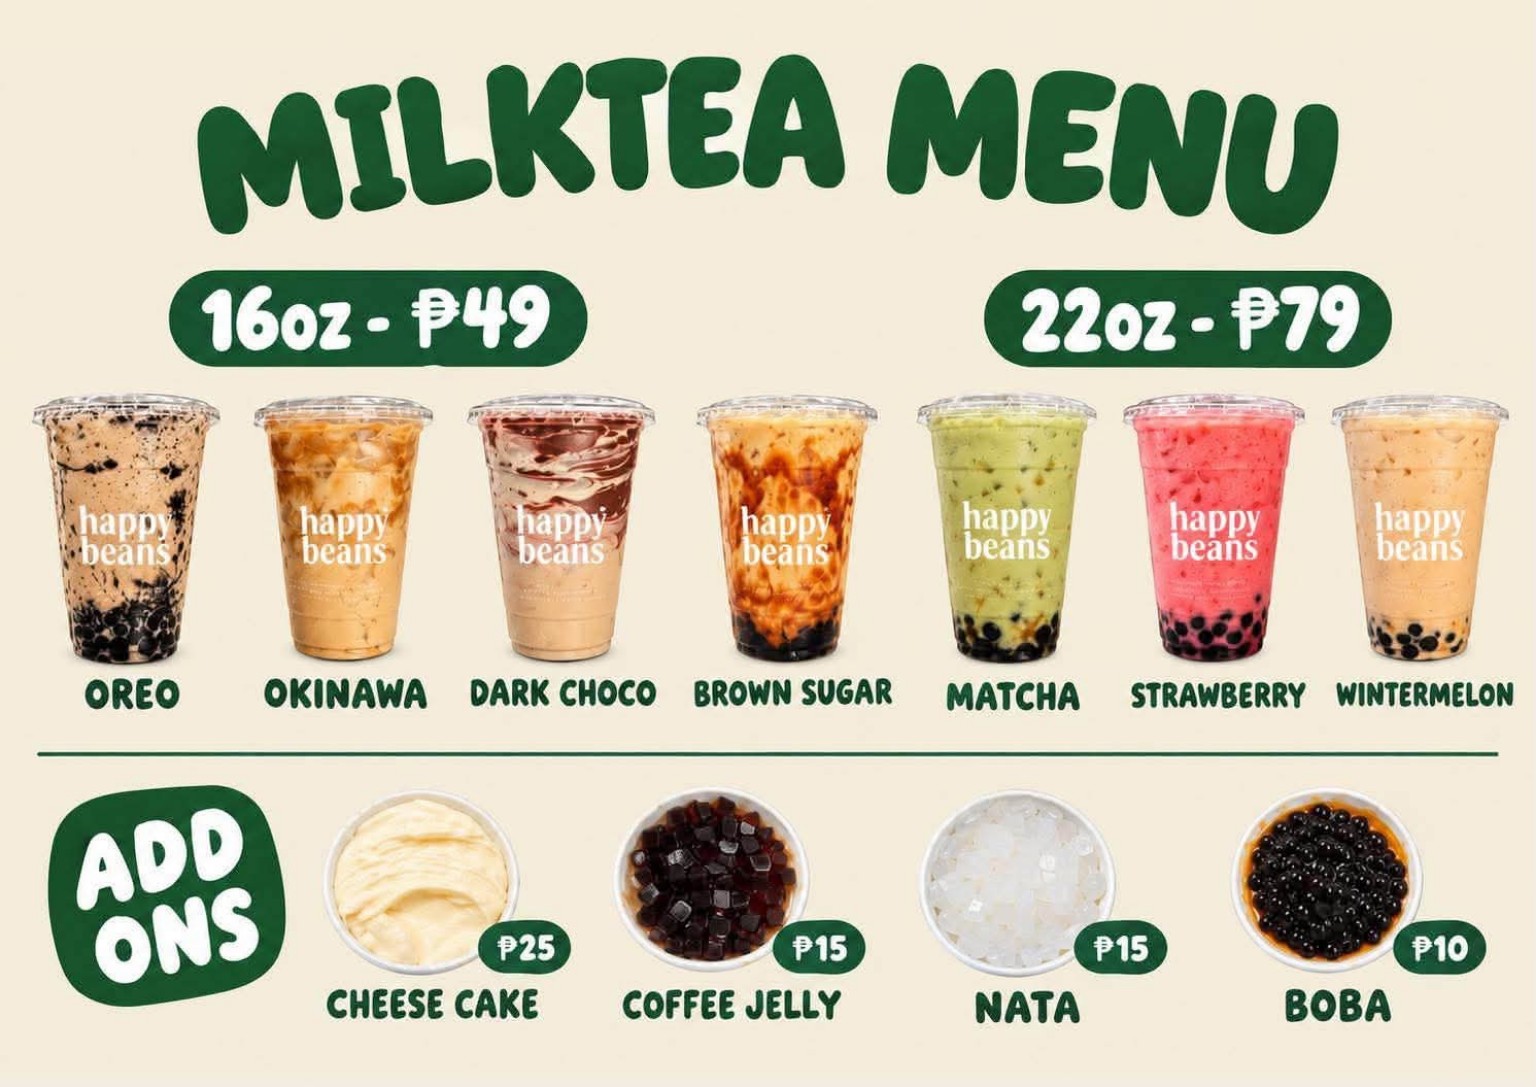 MILKTEA MENU
16oz - ₱49
22oz - ₱79
happy
beans
happy
beans
happy
beans
happy
beans
happy
beans
happy
beans
happy
beans
OREO
OKINAWA
DARK CHOCO
BROWN SUGAR
MATCHA
STRAWBERRY
WINTERMELON
ADD
ONS
₱25
₱15
₱15
₱10
CHEESE CAKE
COFFEE JELLY
NATA
BOBA